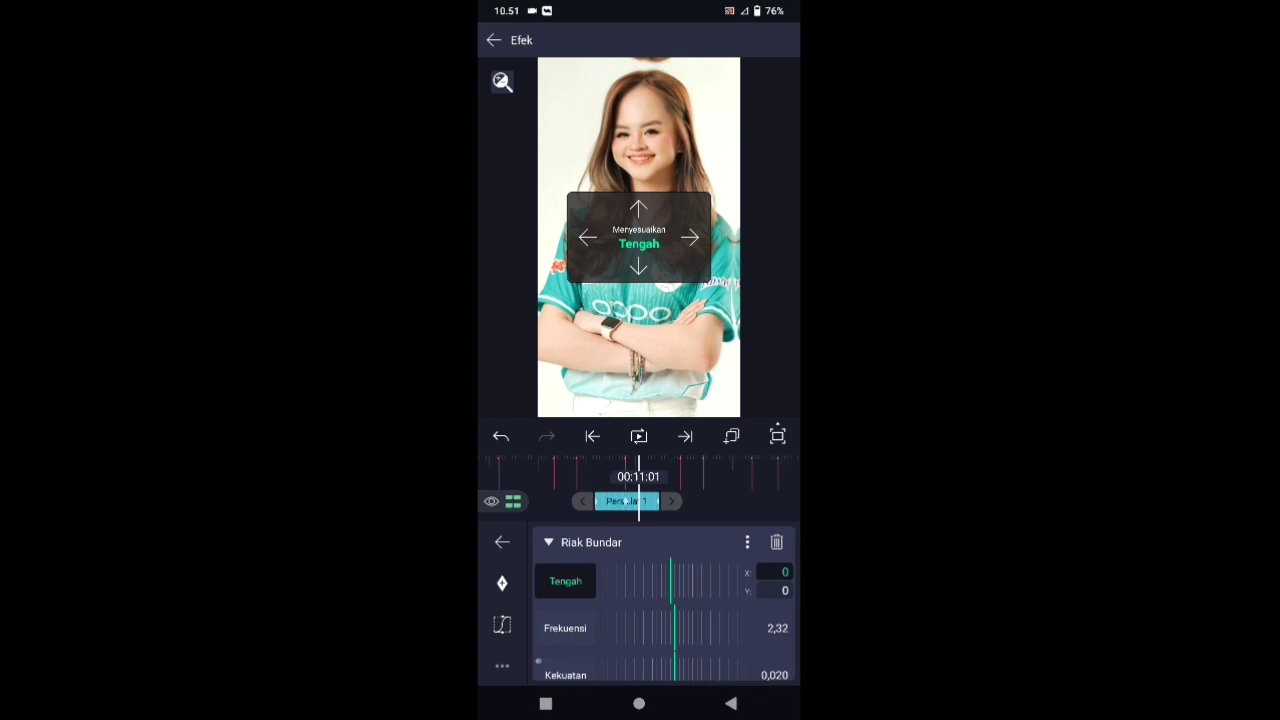 10.51
76%
Efek
Menyesuaikan
Tengah
oppo
00:11:01
Riak Bundar
Tengah
X: 0
Y: 0
Frekuensi
2,32
Kekuatan
0,020